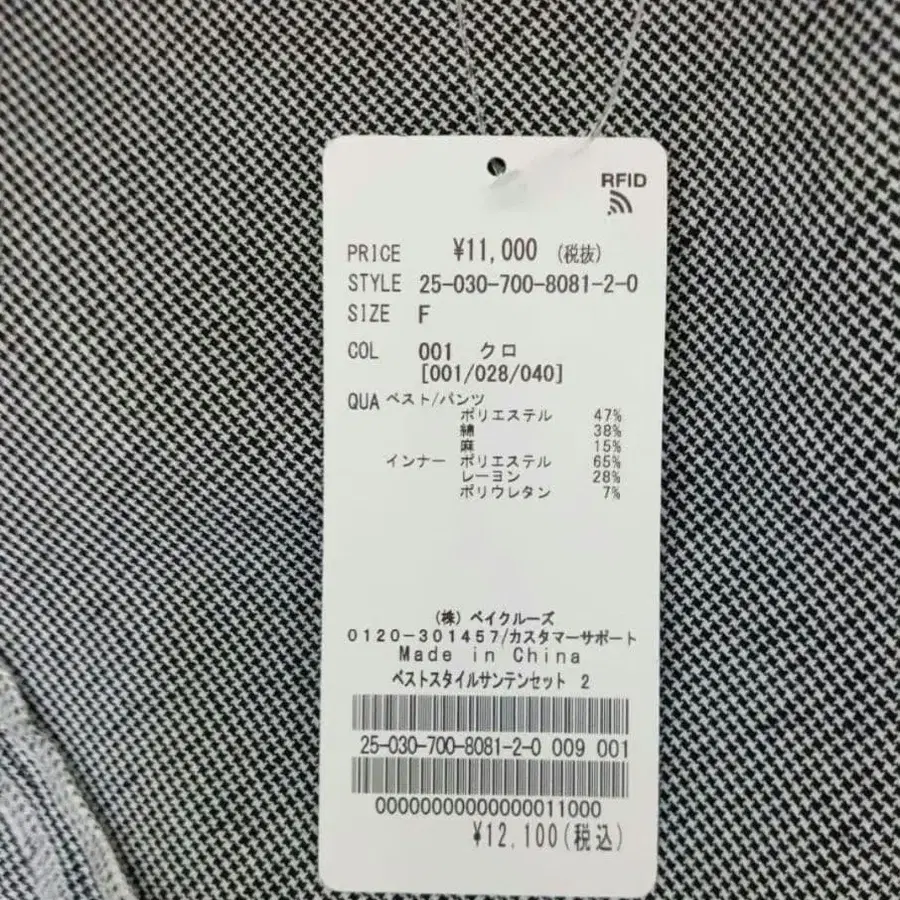 RFID
PRICE ¥11,000 (税抜)
STYLE 25-030-700-8081-2-0
SIZE F
COL 001 クロ
[001/028/040]
QUA ベスト/パンツ
ポリエステル 47%
綿 38%
麻 15%
インナー ポリエステル 65%
レーヨン 28%
ポリウレタン 7%
(株) ベイクルーズ
0120-301457/カスタマーサポート
Made in China
ベストスタイルサンテンセット 2
25-030-700-8081-2-0 009 001
00000000000000011000
¥12,100(税込)